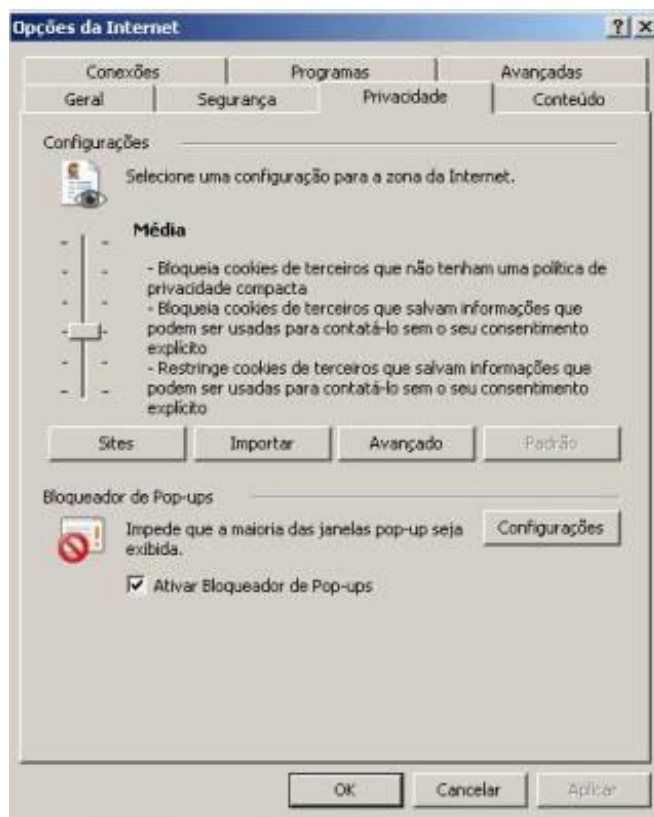 Opções da Internet
Conexões Programas Avançadas
Geral Segurança Privacidade Conteúdo
Configurações
Selecione uma configuração para a zona da Internet.
Média
- Bloqueia cookies de terceiros que não tenham uma política de
privacidade compacta
- Bloqueia cookies de terceiros que salvam informações que
podem ser usadas para contatá-lo sem o seu consentimento
explícito
- Restringe cookies de terceiros que salvam informações que
podem ser usadas para contatá-lo sem o seu consentimento
explícito
Sites Importar Avançado Padrão
Bloqueador de Pop-ups
Impede que a maioria das janelas pop-up seja
exibida.
Configurações
Ativar Bloqueador de Pop-ups
OK Cancelar Aplicar